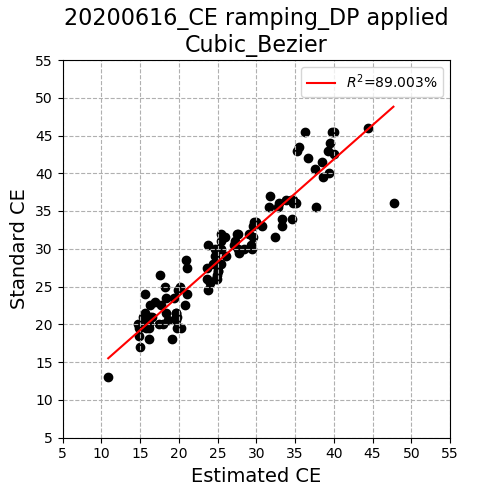 20200616_CE ramping_DP applied
Cubic_Bezier
R²=89.003%
Standard CE
55
50
45
40
35
30
25
20
15
10
5
5 10 15 20 25 30 35 40 45 50 55
Estimated CE